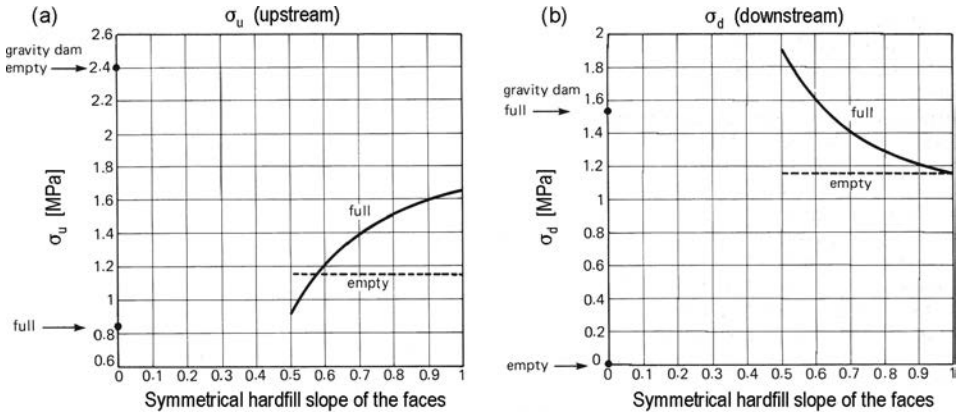 (a)
σu (upstream)
2.6
gravity dam
empty
2.4
2.2
2
1.8
1.6
1.4
1.2
1
full
0.8
0.6
σu [MPa]
full
empty
0 0.1 0.2 0.3 0.4 0.5 0.6 0.7 0.8 0.9 1
Symmetrical hardfill slope of the faces
(b)
σd (downstream)
2
1.8
gravity dam
full
1.6
1.4
1.2
1
0.8
0.6
0.4
0.2
empty
0
σd [MPa]
full
empty
0 0.1 0.2 0.3 0.4 0.5 0.6 0.7 0.8 0.9 1
Symmetrical hardfill slope of the faces